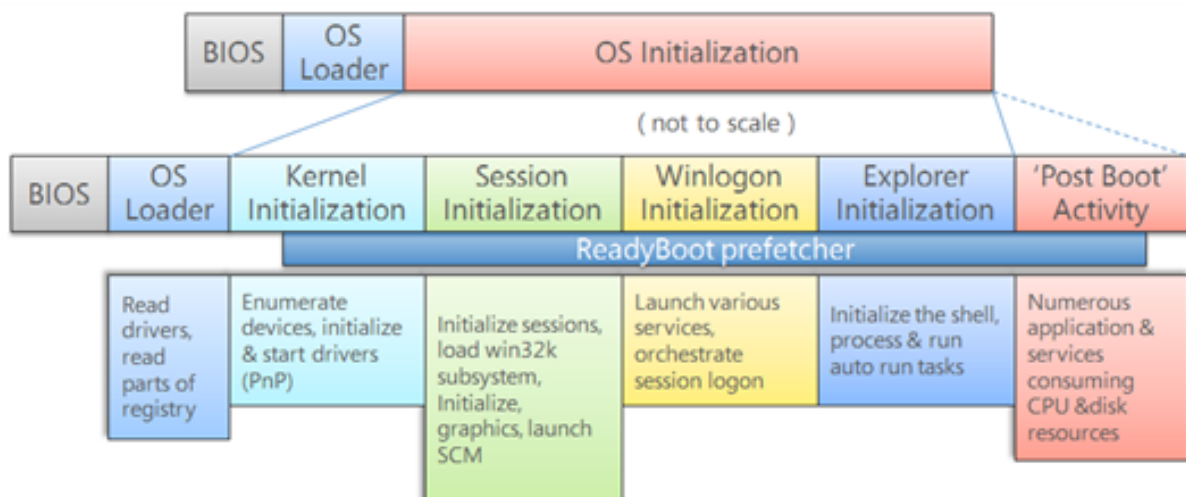 BIOS
OS
Loader
OS Initialization
( not to scale )
BIOS
OS
Loader
Kernel
Initialization
Session
Initialization
Winlogon
Initialization
Explorer
Initialization
'Post Boot'
Activity
ReadyBoot prefetcher
Read
drivers,
read
parts of
registry
Enumerate
devices, initialize
& start drivers
(PnP)
Initialize sessions,
load win32k
subsystem,
Initialize,
graphics, launch
SCM
Launch various
services,
orchestrate
session logon
Initialize the shell,
process & run
auto run tasks
Numerous
application &
services
consuming
CPU &disk
resources